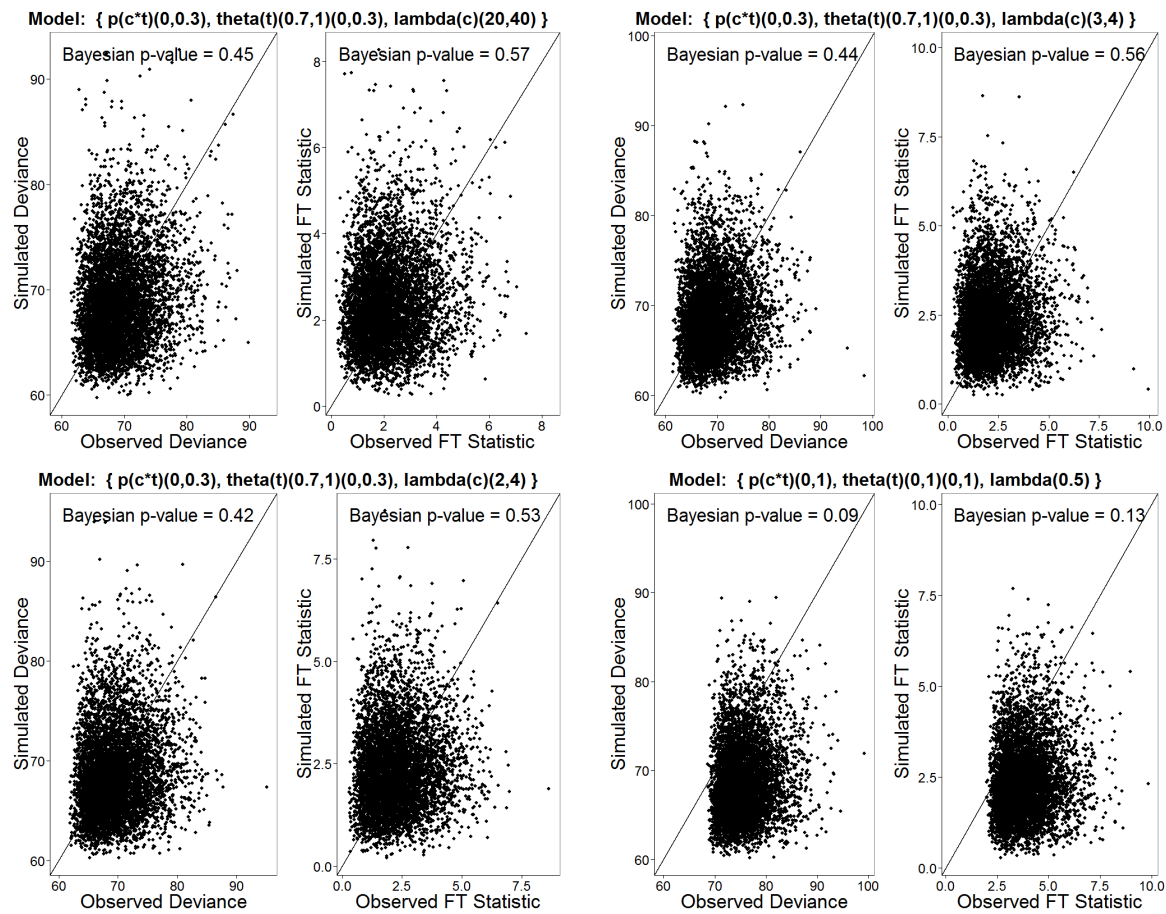 Model: { p(c*t)(0,0.3), theta(t)(0.7,1)(0,0.3), lambda(c)(20,40) }
Bayesian p-value = 0.45
90
80
70
60
Simulated Deviance
60 70 80 90
Observed Deviance
Bayesian p-value = 0.57
8
6
4
2
0
Simulated FT Statistic
0 2 4 6 8
Observed FT Statistic
Model: { p(c*t)(0,0.3), theta(t)(0.7,1)(0,0.3), lambda(c)(3,4) }
Bayesian p-value = 0.44
100
90
80
70
60
Simulated Deviance
60 70 80 90 100
Observed Deviance
Bayesian p-value = 0.56
10.0
7.5
5.0
2.5
0.0
Simulated FT Statistic
0.0 2.5 5.0 7.5 10.0
Observed FT Statistic
Model: { p(c*t)(0,0.3), theta(t)(0.7,1)(0,0.3), lambda(c)(2,4) }
Bayesian p-value = 0.42
90
80
70
60
Simulated Deviance
60 70 80 90
Observed Deviance
Bayesian p-value = 0.53
7.5
5.0
2.5
0.0
Simulated FT Statistic
0.0 2.5 5.0 7.5
Observed FT Statistic
Model: { p(c*t)(0,1), theta(t)(0,1)(0,1), lambda(0.5) }
Bayesian p-value = 0.09
100
90
80
70
60
Simulated Deviance
60 70 80 90 100
Observed Deviance
Bayesian p-value = 0.13
10.0
7.5
5.0
2.5
0.0
Simulated FT Statistic
0.0 2.5 5.0 7.5 10.0
Observed FT Statistic